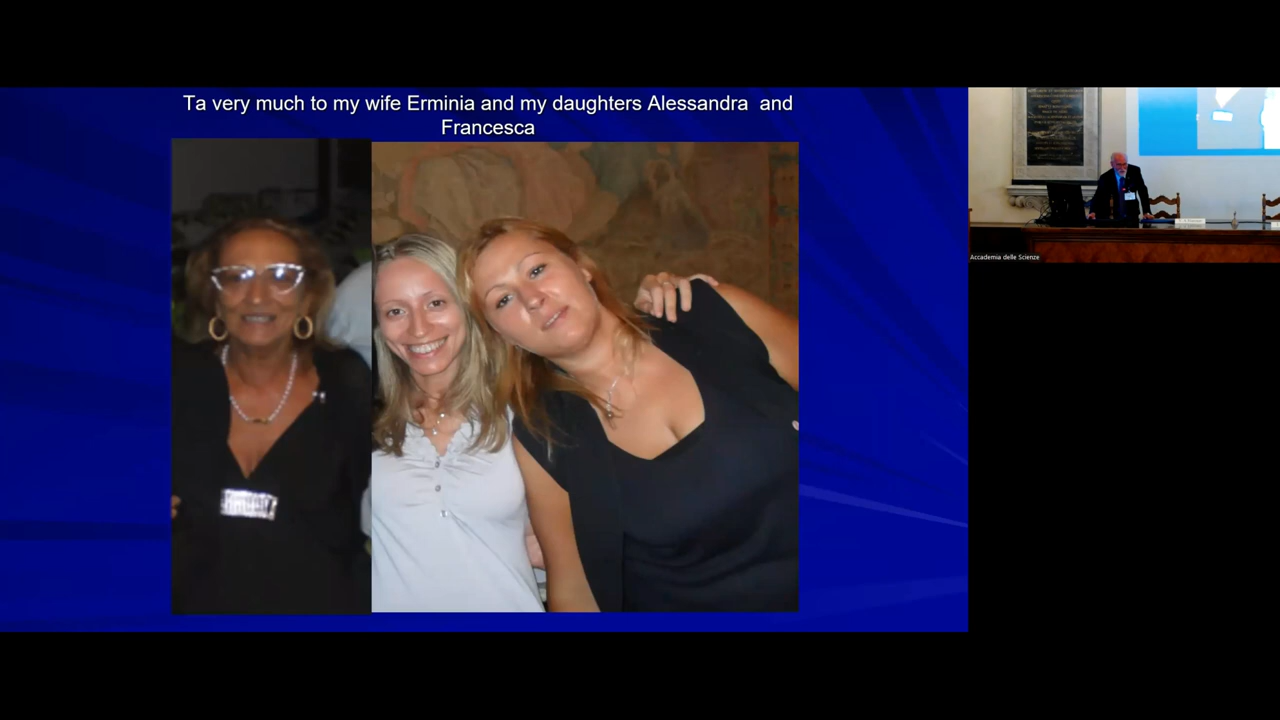 Ta very much to my wife Erminia and my daughters Alessandra  and
Francesca
Accademia delle Scienze